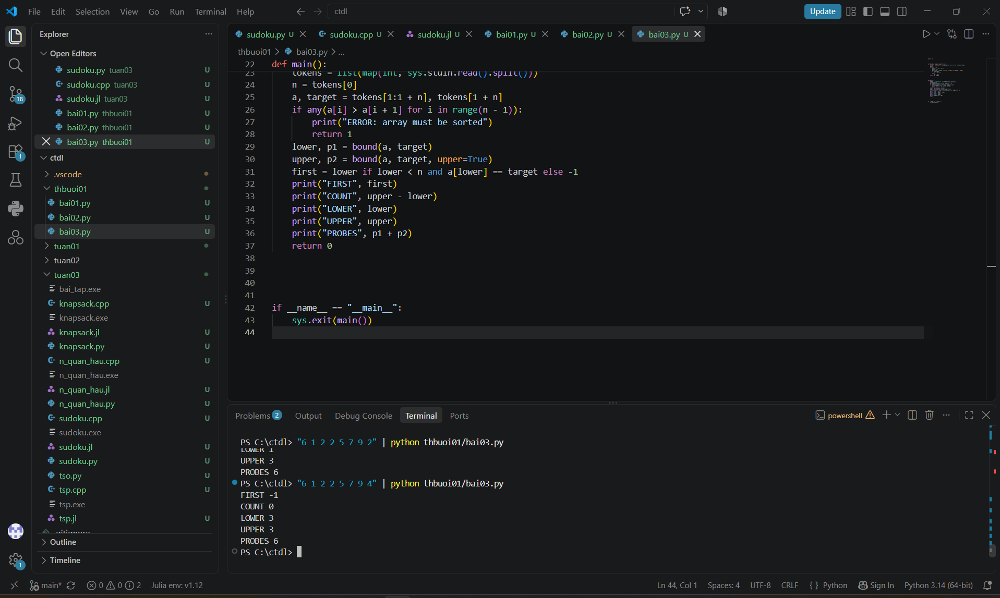 File Edit Selection View Go Run Terminal Help
ctdl
Update
Explorer
Open Editors
sudoku.py tuan03 U
sudoku.cpp tuan03 U
sudoku.jl tuan03 U
bai01.py thbuoi01 U
bai02.py thbuoi01 U
bai03.py thbuoi01 U
ctdl
.vscode
thbuoi01
bai01.py U
bai02.py U
bai03.py U
tuan01
tuan02
tuan03
bai_tap.exe
knapsack.cpp U
knapsack.exe
knapsack.jl U
knapsack.py U
n_quan_hau.cpp U
n_quan_hau.exe
n_quan_hau.jl U
n_quan_hau.py U
sudoku.cpp U
sudoku.exe
sudoku.jl U
sudoku.py U
tso.py U
tsp.cpp U
tsp.exe
tsp.jl U
.gitignore
Outline
Timeline
18
1
1
sudoku.py U sudoku.cpp U sudoku.jl U bai01.py U bai02.py U bai03.py U
thbuoi01 > bai03.py > ...
22 def main():
23 tokens = list(map(int, sys.stdin.read().split()))
24 n = tokens[0]
25 a, target = tokens[1:1 + n], tokens[1 + n]
26 if any(a[i] > a[i + 1] for i in range(n - 1)):
27 print("ERROR: array must be sorted")
28 return 1
29 lower, p1 = bound(a, target)
30 upper, p2 = bound(a, target, upper=True)
31 first = lower if lower < n and a[lower] == target else -1
32 print("FIRST", first)
33 print("COUNT", upper - lower)
34 print("LOWER", lower)
35 print("UPPER", upper)
36 print("PROBES", p1 + p2)
37 return 0
38
39
40
41
42 if __name__ == "__main__":
43 sys.exit(main())
44
Problems 2 Output Debug Console Terminal Ports
powershell
PS C:\ctdl> "6 1 2 2 5 7 9 2" | python thbuoi01/bai03.py
LOWER 1
UPPER 3
PROBES 6
PS C:\ctdl> "6 1 2 2 5 7 9 4" | python thbuoi01/bai03.py
FIRST -1
COUNT 0
LOWER 3
UPPER 3
PROBES 6
PS C:\ctdl>
main* 0 0 2 Julia env: v1.12
Ln 44, Col 1 Spaces: 4 UTF-8 CRLF { } Python Sign In Python 3.14 (64-bit)